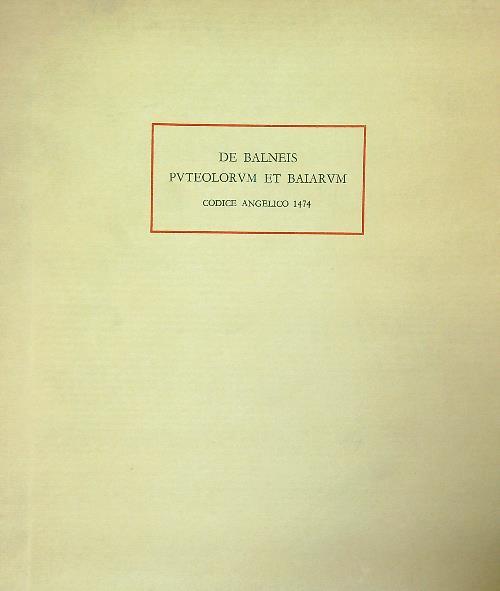 DE BALNEIS
PVTEOLORVM ET BAIARVM
CODICE ANGELICO 1474